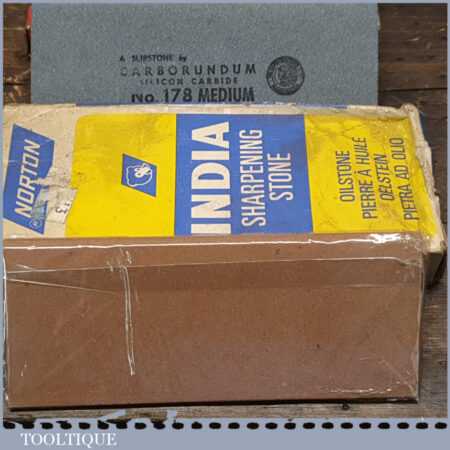 A SLIPSTONE by
CARBORUNDUM
SILICON CARBIDE
No. 178 MEDIUM
NORTON
INDIA
SHARPENING
STONE
OILSTONE
PIERRE À HUILE
OELSTEIN
PIETRA AD OLIO
TOOLTIQUE